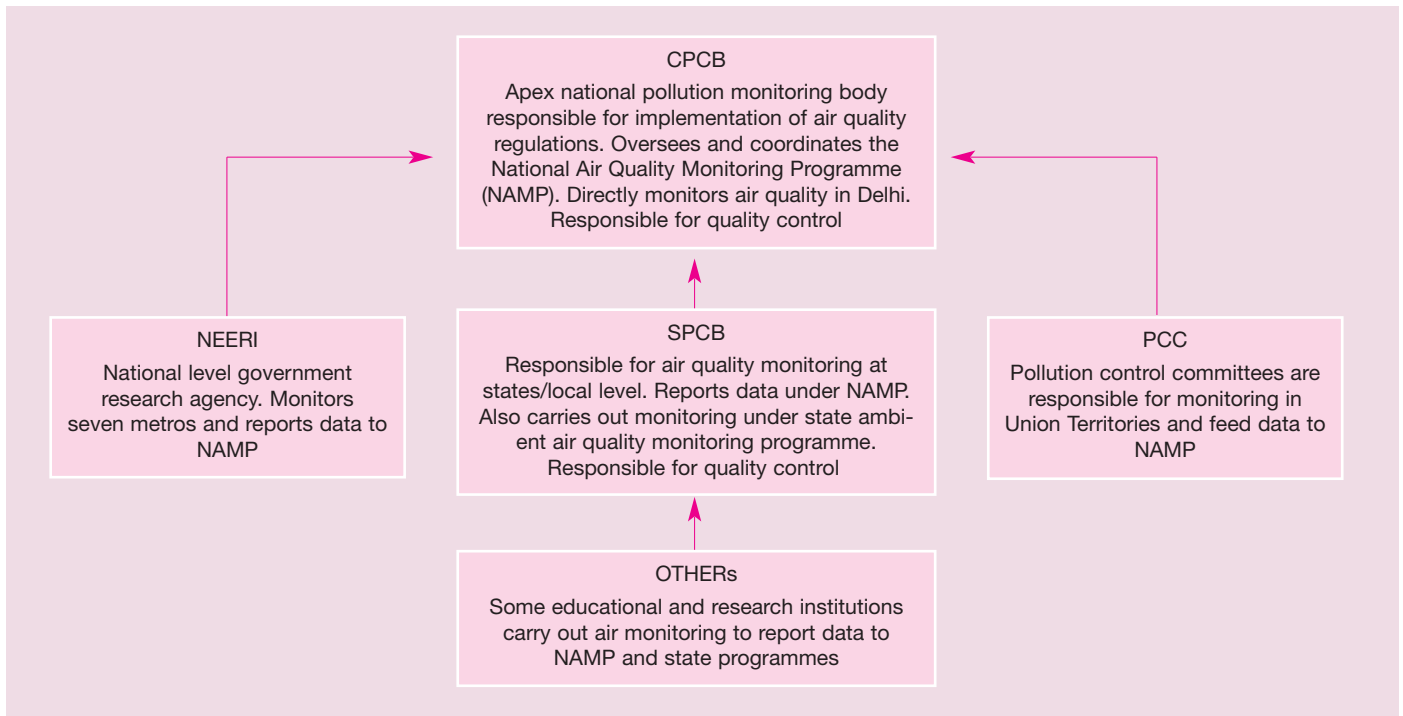 CPCB
Apex national pollution monitoring body
responsible for implementation of air quality
regulations. Oversees and coordinates the
National Air Quality Monitoring Programme
(NAMP). Directly monitors air quality in Delhi.
Responsible for quality control
NEERI
National level government
research agency. Monitors
seven metros and reports data to
NAMP
SPCB
Responsible for air quality monitoring at
states/local level. Reports data under NAMP.
Also carries out monitoring under state ambi-
ent air quality monitoring programme.
Responsible for quality control
PCC
Pollution control committees are
responsible for monitoring in
Union Territories and feed data to
NAMP
OTHERs
Some educational and research institutions
carry out air monitoring to report data to
NAMP and state programmes